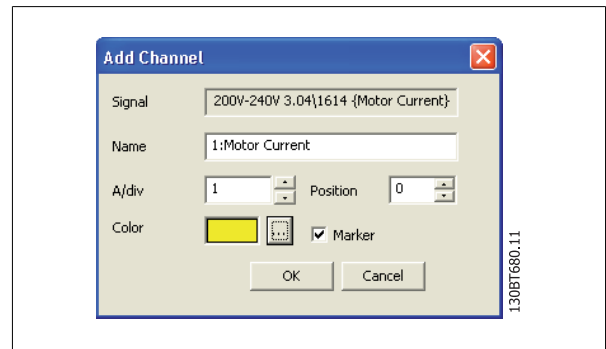 Add Channel
Signal 200V-240V 3.04\1614 {Motor Current}
Name 1:Motor Current
A/div 1 Position 0
Color ... Marker
OK Cancel
130BT680.11